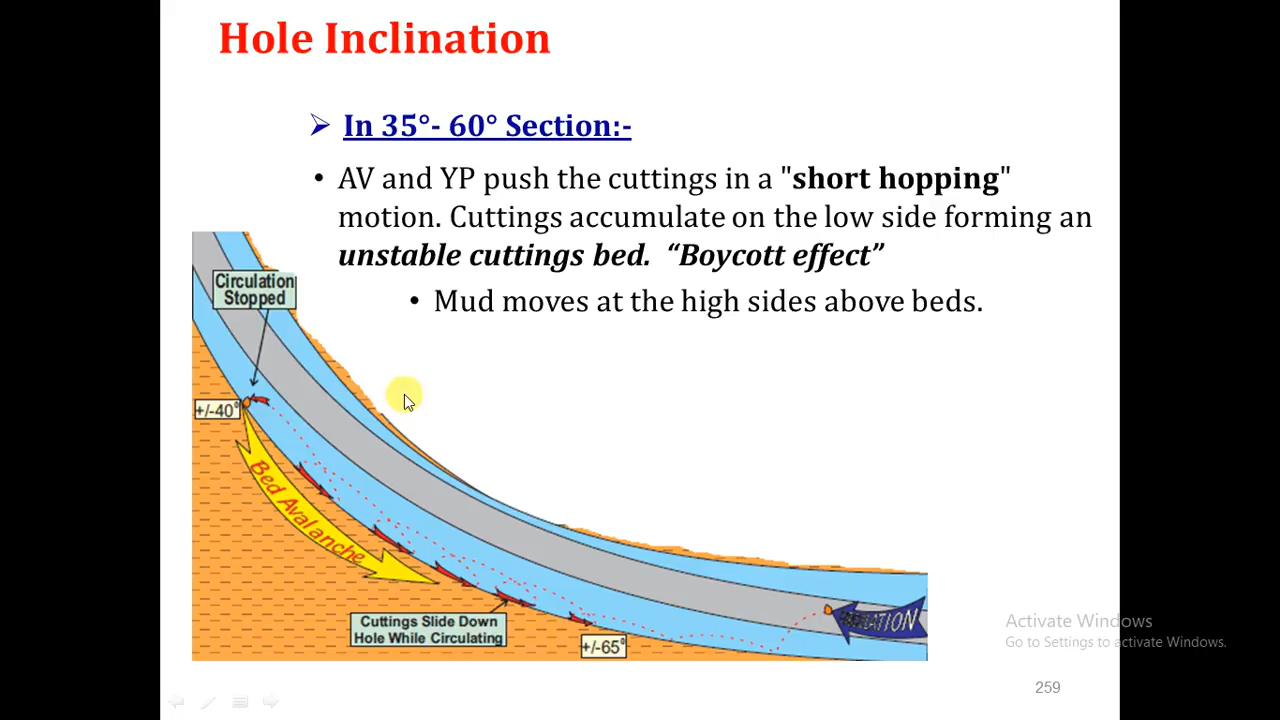 Hole Inclination
➢ In 35°- 60° Section:-
• AV and YP push the cuttings in a "short hopping"
motion. Cuttings accumulate on the low side forming an
unstable cuttings bed. “Boycott effect”
• Mud moves at the high sides above beds.
Circulation
Stopped
+/-40°
Bed Avalanche
Cuttings Slide Down
Hole While Circulating
+/-65°
Activate Windows
Go to Settings to activate Windows.
259